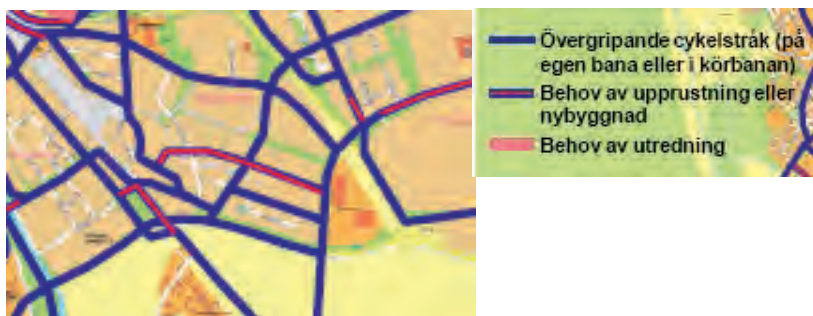 Övergripande cykelstråk (på
egen bana eller i körbanan)
Behov av upprustning eller
nybyggnad
Behov av utredning